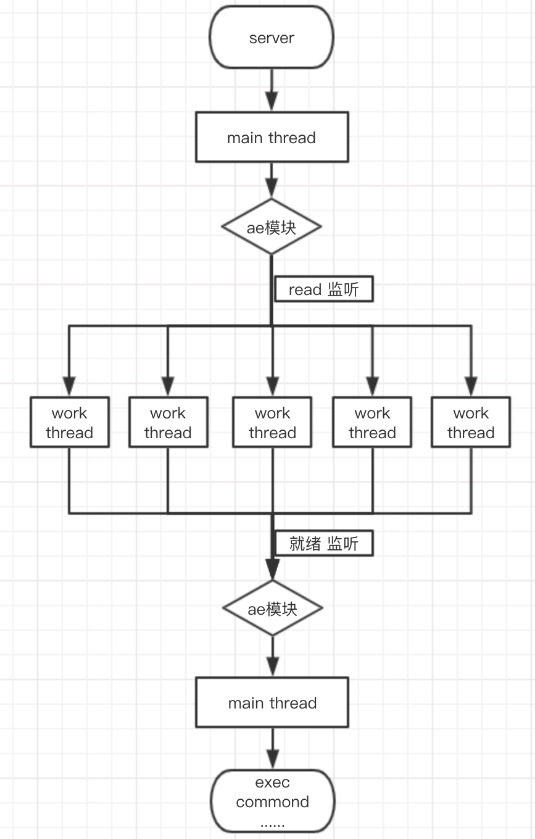 server
main thread
ae模块
read 监听
work
thread
work
thread
work
thread
work
thread
work
thread
就绪 监听
ae模块
main thread
exec
commond
......